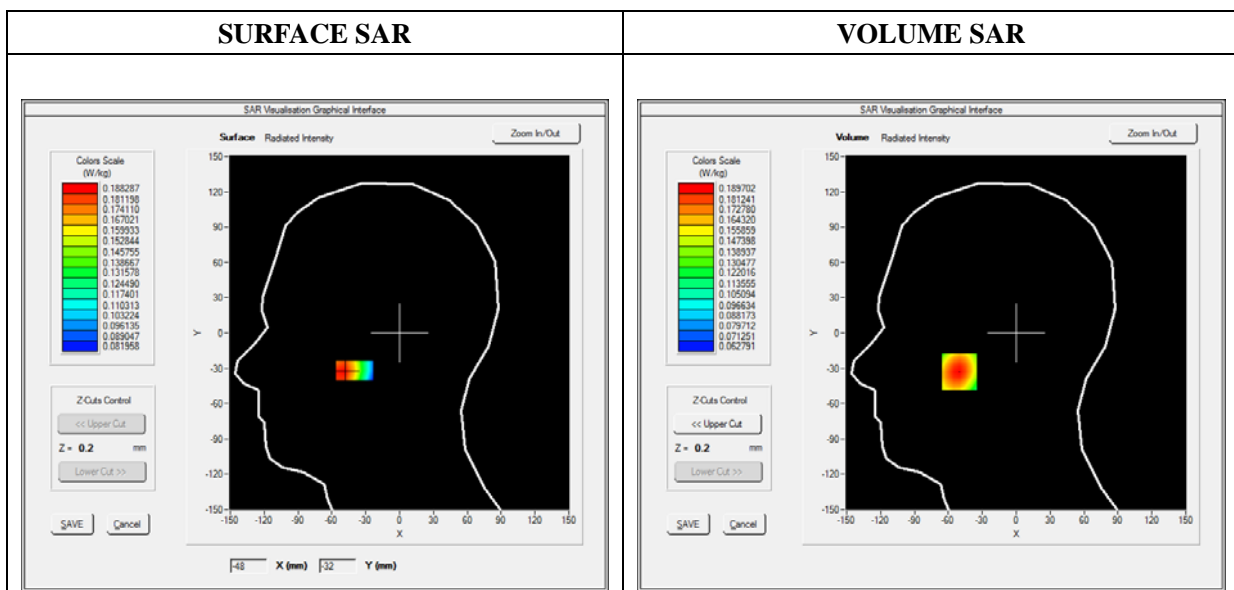 SURFACE SAR
SAR Visualisation Graphical Interface
Surface Radiated Intensity
Zoom In/Out
Colors Scale
(W/kg)
0.188287
0.181198
0.174110
0.167021
0.159933
0.152844
0.145755
0.138667
0.131578
0.124490
0.117401
0.110313
0.103224
0.096135
0.089047
0.081958
Z-Cuts Control
<< Upper Cut
Z = 0.2 mm
Lower Cut >>
SAVE Cancel
150
120
90
60
30
0
-30
-60
-90
-120
-150
Y
-150 -120 -90 -60 -30 0 30 60 90 120 150
X
-48 X (mm) -32 Y (mm)
VOLUME SAR
SAR Visualisation Graphical Interface
Volume Radiated Intensity
Zoom In/Out
Colors Scale
(W/kg)
0.189702
0.181241
0.172780
0.164320
0.155859
0.147398
0.138937
0.130477
0.122016
0.113555
0.105094
0.096634
0.088173
0.079712
0.071251
0.062791
Z-Cuts Control
<< Upper Cut
Z = 0.2 mm
Lower Cut >>
SAVE Cancel
150
120
90
60
30
0
-30
-60
-90
-120
-150
Y
-150 -120 -90 -60 -30 0 30 60 90 120 150
X